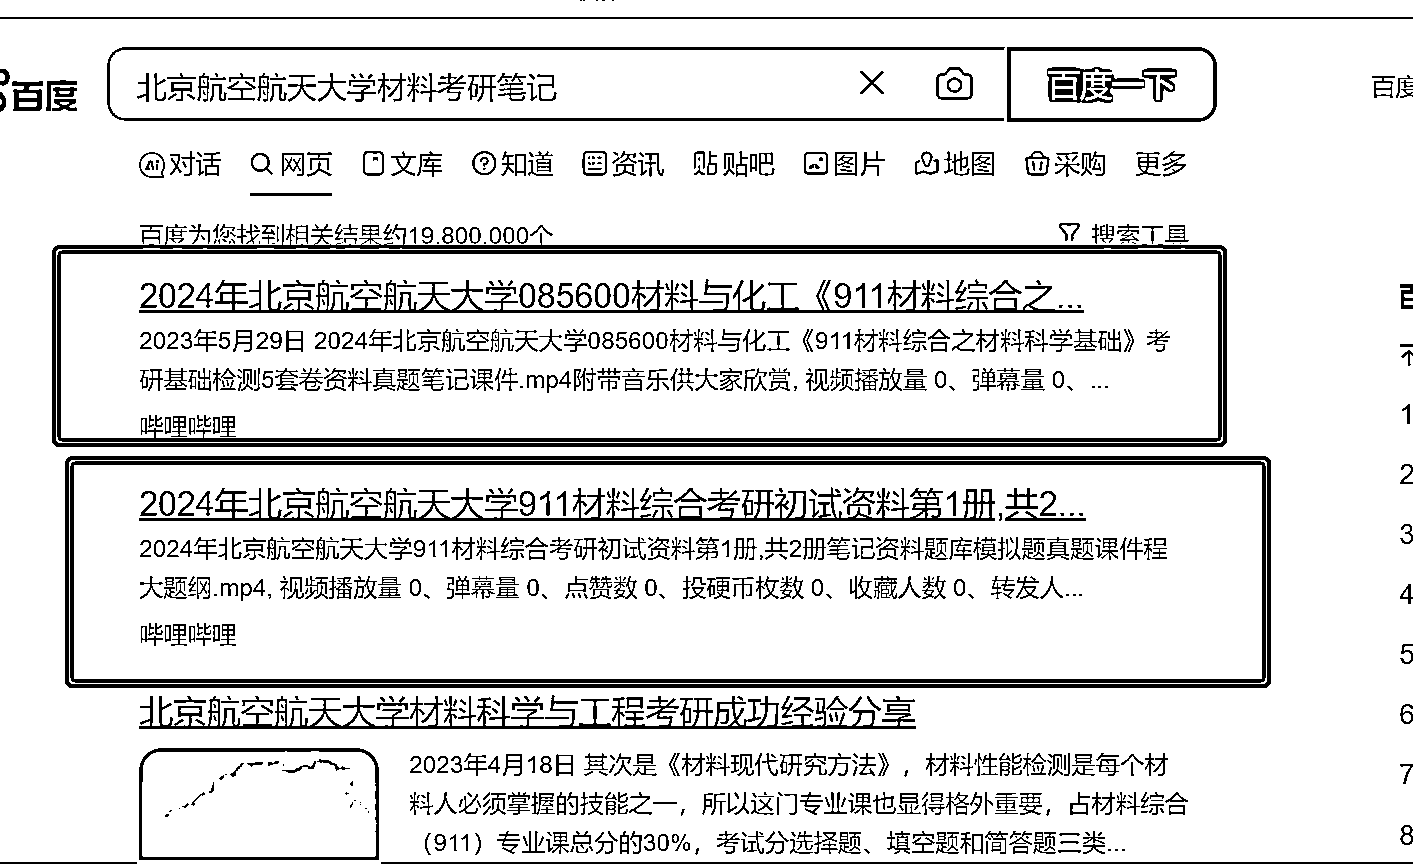 百度
北京航空航天大学材料考研笔记
百度一下
百度
对话 网页 文库 知道 资讯 贴吧 图片 地图 采购 更多
百度为您找到相关结果约19,800,000个
搜索工具
2024年北京航空航天大学085600材料与化工《911材料综合之...
2023年5月29日 2024年北京航空航天大学085600材料与化工《911材料综合之材料科学基础》考
研基础检测5套卷资料真题笔记课件.mp4附带音乐供大家欣赏, 视频播放量 0、弹幕量 0、...
哔哩哔哩
2024年北京航空航天大学911材料综合考研初试资料第1册,共2...
2024年北京航空航天大学911材料综合考研初试资料第1册,共2册笔记资料题库模拟题真题课件程
大题纲.mp4, 视频播放量 0、弹幕量 0、点赞数 0、投硬币枚数 0、收藏人数 0、转发人...
哔哩哔哩
北京航空航天大学材料科学与工程考研成功经验分享
2023年4月18日 其次是《材料现代研究方法》，材料性能检测是每个材
料人必须掌握的技能之一，所以这门专业课也显得格外重要，占材料综合
（911）专业课总分的30%，考试分选择题、填空题和简答题三类...
1
2
3
4
5
6
7
8